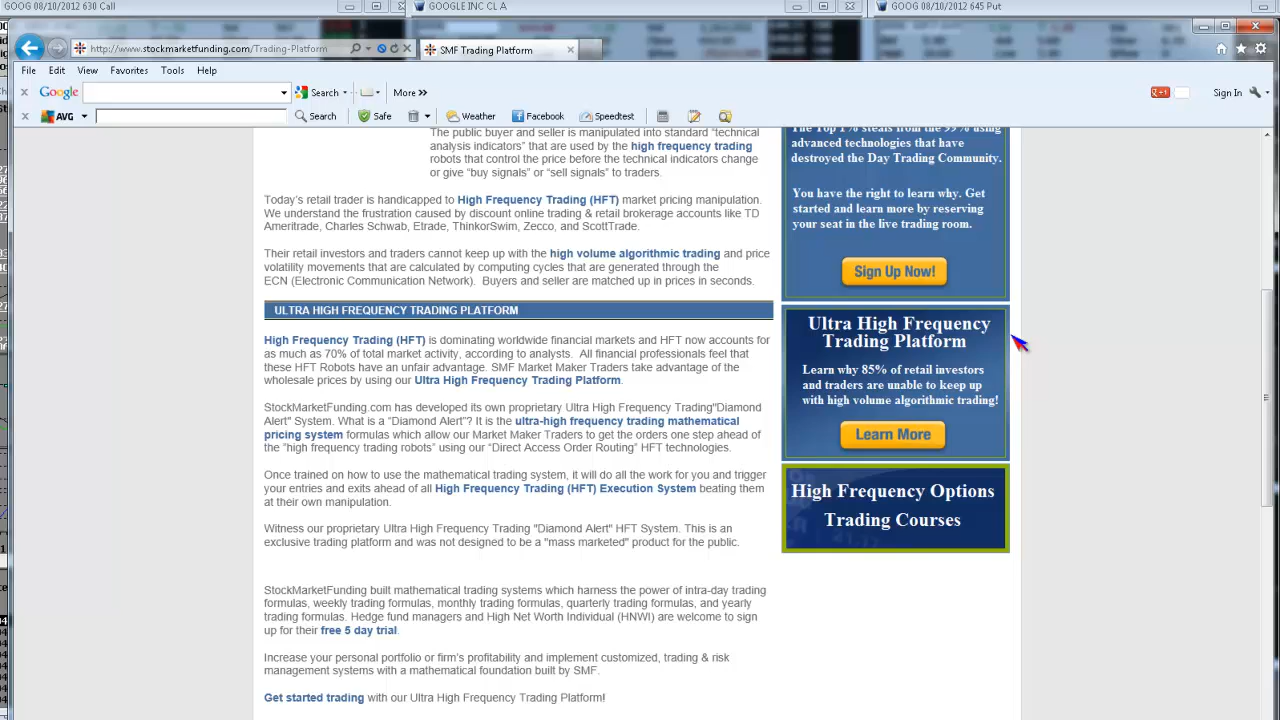 GOOG 08/10/2012 630 Call
GOOGLE INC CL A
GOOG 08/10/2012 645 Put
http://www.stockmarketfunding.com/Trading-Platform
SMF Trading Platform
File Edit View Favorites Tools Help
Google
Search
More »
Sign In
AVG
Search
Safe
Weather
Facebook
Speedtest
The public buyer and seller is manipulated into standard "technical
analysis indicators" that are used by the high frequency trading
robots that control the price before the technical indicators change
or give "buy signals" or "sell signals" to traders.
Today's retail trader is handicapped to High Frequency Trading (HFT) market pricing manipulation.
We understand the frustration caused by discount online trading & retail brokerage accounts like TD
Ameritrade, Charles Schwab, Etrade, ThinkorSwim, Zecco, and ScottTrade.
Their retail investors and traders cannot keep up with the high volume algorithmic trading and price
volatility movements that are calculated by computing cycles that are generated through the
ECN (Electronic Communication Network). Buyers and seller are matched up in prices in seconds.
ULTRA HIGH FREQUENCY TRADING PLATFORM
High Frequency Trading (HFT) is dominating worldwide financial markets and HFT now accounts for
as much as 70% of total market activity, according to analysts. All financial professionals feel that
these HFT Robots have an unfair advantage. SMF Market Maker Traders take advantage of the
wholesale prices by using our Ultra High Frequency Trading Platform.
StockMarketFunding.com has developed its own proprietary Ultra High Frequency Trading"Diamond
Alert" System. What is a "Diamond Alert"? It is the ultra-high frequency trading mathematical
pricing system formulas which allow our Market Maker Traders to get the orders one step ahead of
the "high frequency trading robots" using our "Direct Access Order Routing" HFT technologies.
Once trained on how to use the mathematical trading system, it will do all the work for you and trigger
your entries and exits ahead of all High Frequency Trading (HFT) Execution System beating them
at their own manipulation.
Witness our proprietary Ultra High Frequency Trading "Diamond Alert" HFT System. This is an
exclusive trading platform and was not designed to be a "mass marketed" product for the public.
StockMarketFunding built mathematical trading systems which harness the power of intra-day trading
formulas, weekly trading formulas, monthly trading formulas, quarterly trading formulas, and yearly
trading formulas. Hedge fund managers and High Net Worth Individual (HNWI) are welcome to sign
up for their free 5 day trial.
Increase your personal portfolio or firm's profitability and implement customized, trading & risk
management systems with a mathematical foundation built by SMF.
Get started trading with our Ultra High Frequency Trading Platform!
The Top 1% steals from the 99% using
advanced technologies that have
destroyed the Day Trading Community.
You have the right to learn why. Get
started and learn more by reserving
your seat in the live trading room.
Sign Up Now!
Ultra High Frequency
Trading Platform
Learn why 85% of retail investors
and traders are unable to keep up
with high volume algorithmic trading!
Learn More
High Frequency Options
Trading Courses